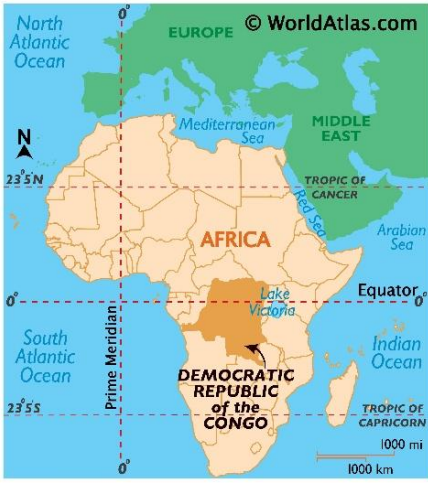 North
Atlantic
Ocean
0°
© WorldAtlas.com
EUROPE
Mediterranean
Sea
MIDDLE
EAST
N
23°5N
TROPIC OF
CANCER
Red Sea
Arabian
Sea
AFRICA
Lake
Victoria
Equator
0°
0°
South
Atlantic
Ocean
Prime Meridian
Indian
Ocean
DEMOCRATIC
REPUBLIC
of the
CONGO
23°5S
TROPIC OF
CAPRICORN
0°
1000 mi
1000 km